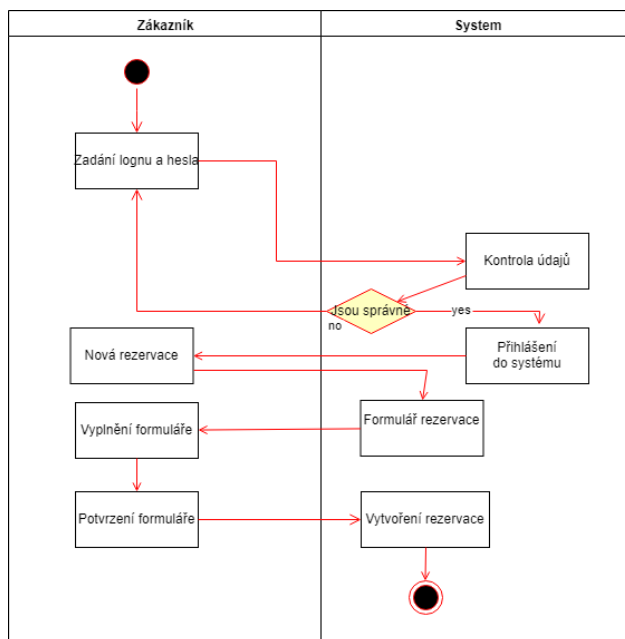 Zákazník
System
Zadání lognu a hesla
Kontrola údajů
Jsou správné
yes
no
Přihlášení
do systému
Nová rezervace
Formulář rezervace
Vyplnění formuláře
Potvrzení formuláře
Vytvoření rezervace